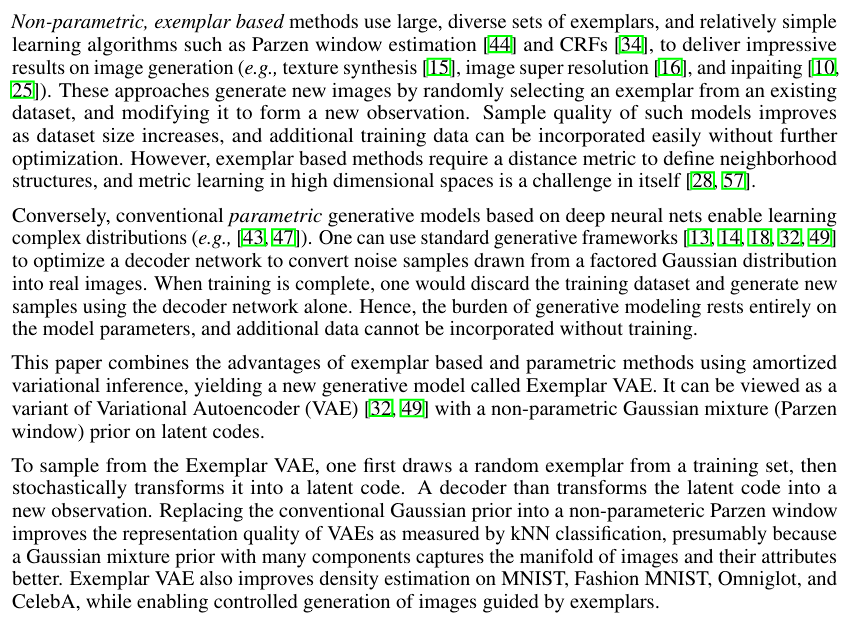 Non-parametric, exemplar based methods use large, diverse sets of exemplars, and relatively simple
learning algorithms such as Parzen window estimation [44] and CRFs [34], to deliver impressive
results on image generation (e.g., texture synthesis [15], image super resolution [16], and inpaiting [10,
25]). These approaches generate new images by randomly selecting an exemplar from an existing
dataset, and modifying it to form a new observation. Sample quality of such models improves
as dataset size increases, and additional training data can be incorporated easily without further
optimization. However, exemplar based methods require a distance metric to define neighborhood
structures, and metric learning in high dimensional spaces is a challenge in itself [28, 57].
Conversely, conventional parametric generative models based on deep neural nets enable learning
complex distributions (e.g., [43, 47]). One can use standard generative frameworks [13, 14, 18, 32, 49]
to optimize a decoder network to convert noise samples drawn from a factored Gaussian distribution
into real images. When training is complete, one would discard the training dataset and generate new
samples using the decoder network alone. Hence, the burden of generative modeling rests entirely on
the model parameters, and additional data cannot be incorporated without training.
This paper combines the advantages of exemplar based and parametric methods using amortized
variational inference, yielding a new generative model called Exemplar VAE. It can be viewed as a
variant of Variational Autoencoder (VAE) [32, 49] with a non-parametric Gaussian mixture (Parzen
window) prior on latent codes.
To sample from the Exemplar VAE, one first draws a random exemplar from a training set, then
stochastically transforms it into a latent code. A decoder than transforms the latent code into a
new observation. Replacing the conventional Gaussian prior into a non-parameteric Parzen window
improves the representation quality of VAEs as measured by kNN classification, presumably because
a Gaussian mixture prior with many components captures the manifold of images and their attributes
better. Exemplar VAE also improves density estimation on MNIST, Fashion MNIST, Omniglot, and
CelebA, while enabling controlled generation of images guided by exemplars.